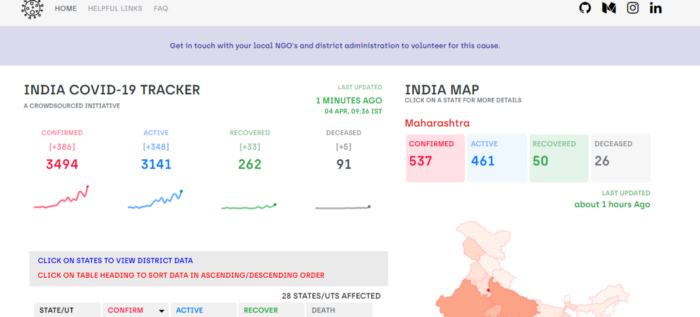 HOME HELPFUL LINKS FAQ
Get in touch with your local NGO's and district administration to volunteer for this cause.
INDIA COVID-19 TRACKER
A CROWDSOURCED INITIATIVE
LAST UPDATED
1 MINUTES AGO
04 APR, 09:36 IST
CONFIRMED ACTIVE RECOVERED DECEASED
[+386] [+348] [+33] [+5]
3494 3141 262 91
CLICK ON STATES TO VIEW DISTRICT DATA
CLICK ON TABLE HEADING TO SORT DATA IN ASCENDING/DESCENDING ORDER
28 STATES/UTS AFFECTED
STATE/UT CONFIRM ACTIVE RECOVER DEATH
INDIA MAP
CLICK ON A STATE FOR MORE DETAILS
Maharashtra
CONFIRMED ACTIVE RECOVERED DECEASED
537 461 50 26
LAST UPDATED
about 1 hours Ago